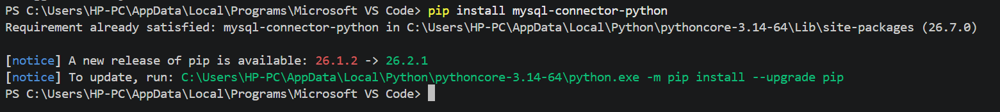 PS C:\Users\HP-PC\AppData\Local\Programs\Microsoft VS Code> pip install mysql-connector-python
Requirement already satisfied: mysql-connector-python in C:\Users\HP-PC\AppData\Local\Python\pythoncore-3.14-64\Lib\site-packages (26.7.0)
[notice] A new release of pip is available: 26.1.2 -> 26.2.1
[notice] To update, run: C:\Users\HP-PC\AppData\Local\Python\pythoncore-3.14-64\python.exe -m pip install --upgrade pip
PS C:\Users\HP-PC\AppData\Local\Programs\Microsoft VS Code>